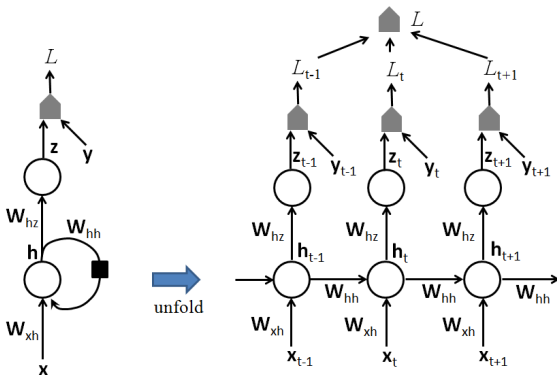 L
z
y
W_hz
h
W_hh
W_xh
x
unfold
L
L_t-1
L_t
L_t+1
z_t-1
y_t-1
z_t
y_t
z_t+1
y_t+1
W_hz
W_hz
W_hz
h_t-1
h_t
h_t+1
W_hh
W_hh
W_hh
W_xh
W_xh
W_xh
x_t-1
x_t
x_t+1